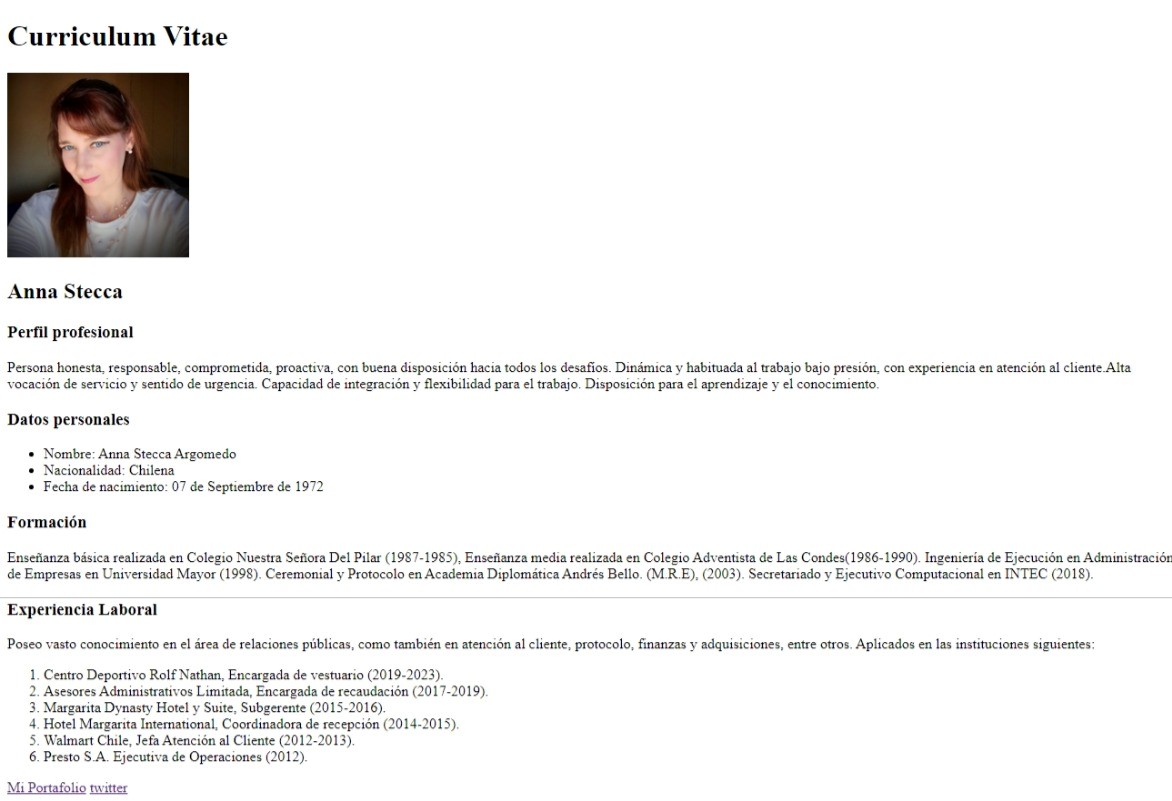 Curriculum Vitae
Anna Stecca
Perfil profesional
Persona honesta, responsable, comprometida, proactiva, con buena disposición hacia todos los desafíos. Dinámica y habituada al trabajo bajo presión, con experiencia en atención al cliente.Alta
vocación de servicio y sentido de urgencia. Capacidad de integración y flexibilidad para el trabajo. Disposición para el aprendizaje y el conocimiento.
Datos personales
• Nombre: Anna Stecca Argomedo
• Nacionalidad: Chilena
• Fecha de nacimiento: 07 de Septiembre de 1972
Formación
Enseñanza básica realizada en Colegio Nuestra Señora Del Pilar (1987-1985), Enseñanza media realizada en Colegio Adventista de Las Condes(1986-1990). Ingeniería de Ejecución en Administración
de Empresas en Universidad Mayor (1998). Ceremonial y Protocolo en Academia Diplomática Andrés Bello. (M.R.E), (2003). Secretariado y Ejecutivo Computacional en INTEC (2018).
Experiencia Laboral
Poseo vasto conocimiento en el área de relaciones públicas, como también en atención al cliente, protocolo, finanzas y adquisiciones, entre otros. Aplicados en las instituciones siguientes:
1. Centro Deportivo Rolf Nathan, Encargada de vestuario (2019-2023).
2. Asesores Administrativos Limitada, Encargada de recaudación (2017-2019).
3. Margarita Dynasty Hotel y Suite, Subgerente (2015-2016).
4. Hotel Margarita International, Coordinadora de recepción (2014-2015).
5. Walmart Chile, Jefa Atención al Cliente (2012-2013).
6. Presto S.A. Ejecutiva de Operaciones (2012).
Mi Portafolio twitter